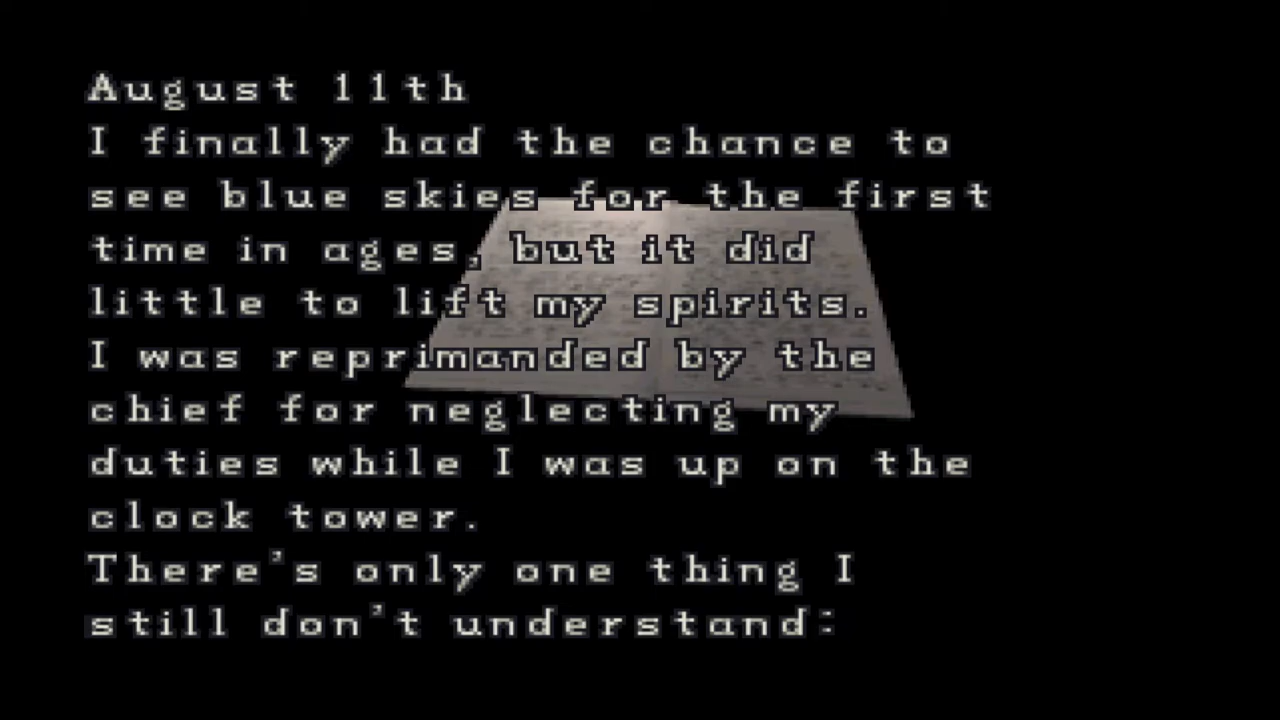 August 11th
I finally had the chance to
see blue skies for the first
time in ages, but it did
little to lift my spirits.
I was reprimanded by the
chief for neglecting my
duties while I was up on the
clock tower.
There's only one thing I
still don't understand: